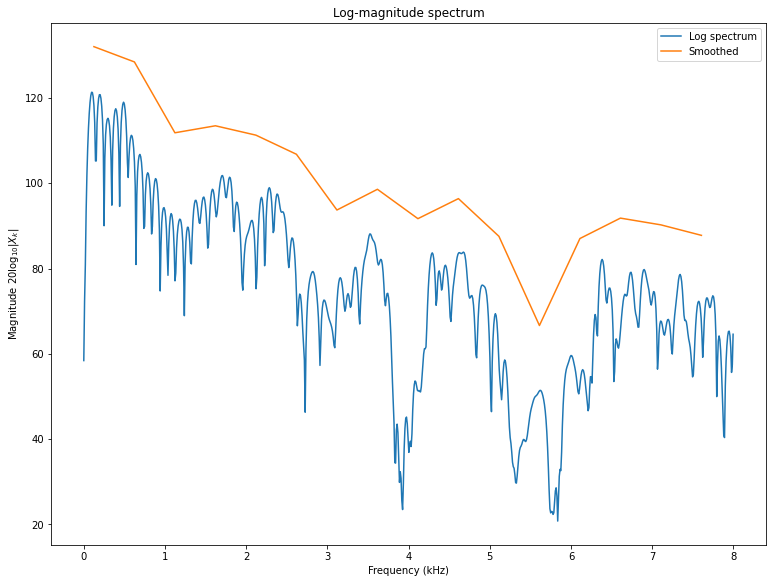 Log-magnitude spectrum
Log spectrum
Smoothed
Magnitude 20log₁₀|Xₖ|
120
100
80
60
40
20
0 1 2 3 4 5 6 7 8
Frequency (kHz)